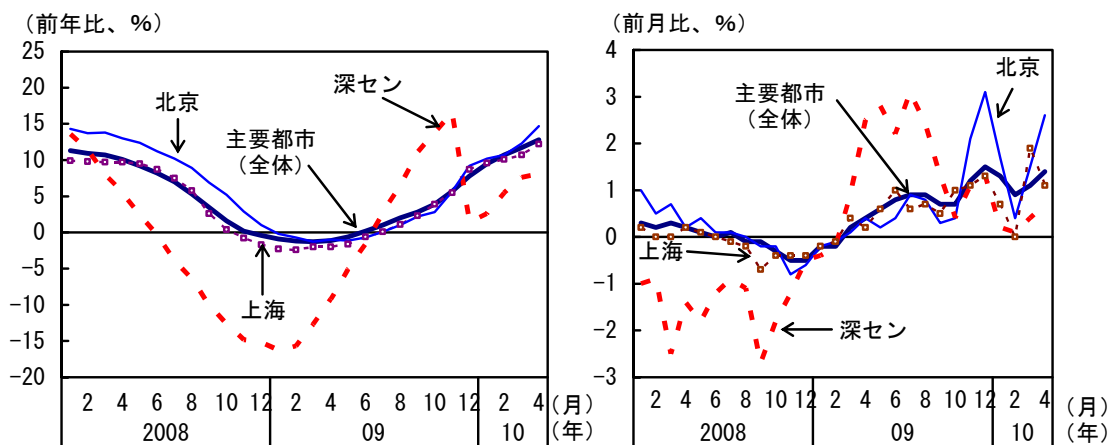 （前年比、%）
25
20
15
10
5
0
−5
−10
−15
−20
北京
深セン
主要都市
（全体）
上海
2 4 6 8 10 12 2 4 6 8 10 12 2 4 （月）
2008 09 10 （年）
（前月比、%）
4
3
2
1
0
−1
−2
−3
主要都市
（全体）
北京
上海
深セン
2 4 6 8 10 12 2 4 6 8 10 12 2 4 （月）
2008 09 10 （年）